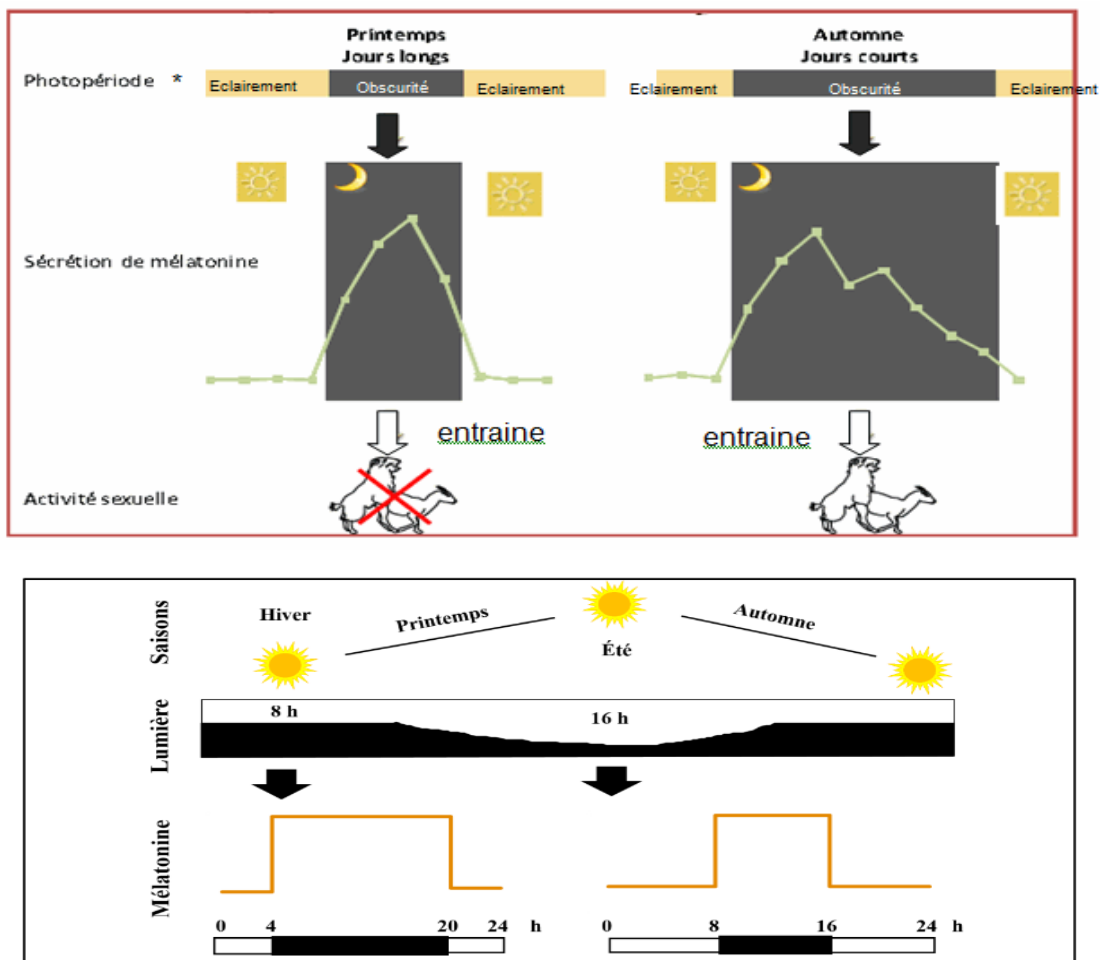 Printemps
Jours longs
Automne
Jours courts
Photopériode *
Eclairement
Obscurité
Eclairement
Eclairement
Obscurité
Eclairement
Sécrétion de mélatonine
entraine
entraine
Activité sexuelle
Saisons
Hiver
Printemps
Été
Automne
Lumière
8 h
16 h
Mélatonine
0 4 20 24 h
0 8 16 24 h